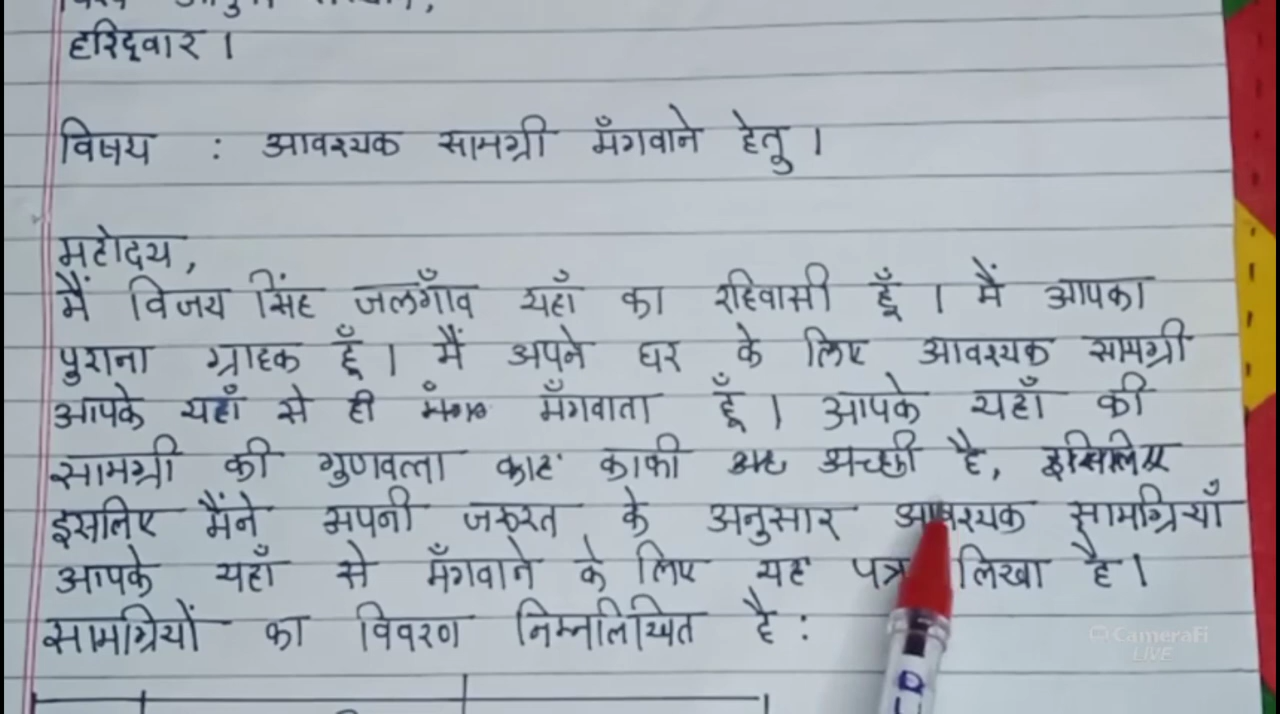 हरिद्वार ।
विषय : आवश्यक सामग्री मँगवाने हेतु ।
महोदय,
मैं विजय सिंह जलगाँव यहाँ का रहिवासी हूँ । मैं आपका
पुराना ग्राहक हूँ । मैं अपने घर के लिए आवश्यक सामग्री
आपके यहाँ से ही मँगवाता हूँ । आपके यहाँ की
सामग्री की गुणवत्ता काफी अच्छी है, इसिलिए
इसलिए मैंने अपनी जरुरत के अनुसार आवश्यक सामग्रियाँ
आपके यहाँ से मँगवाने के लिए यह पत्र लिखा है ।
सामग्रियों का विवरण निम्नलिखित है :
CameraFi
LIVE